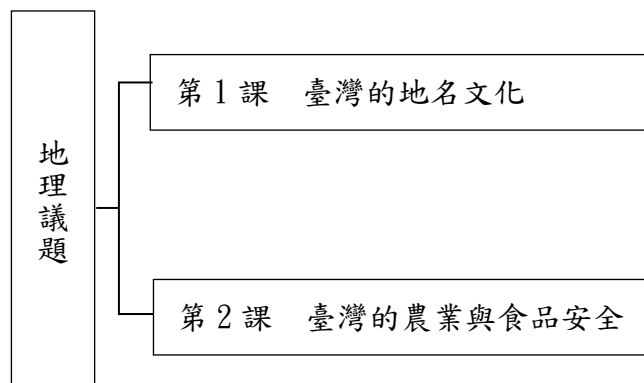 地理議題
第1課　臺灣的地名文化
第2課　臺灣的農業與食品安全